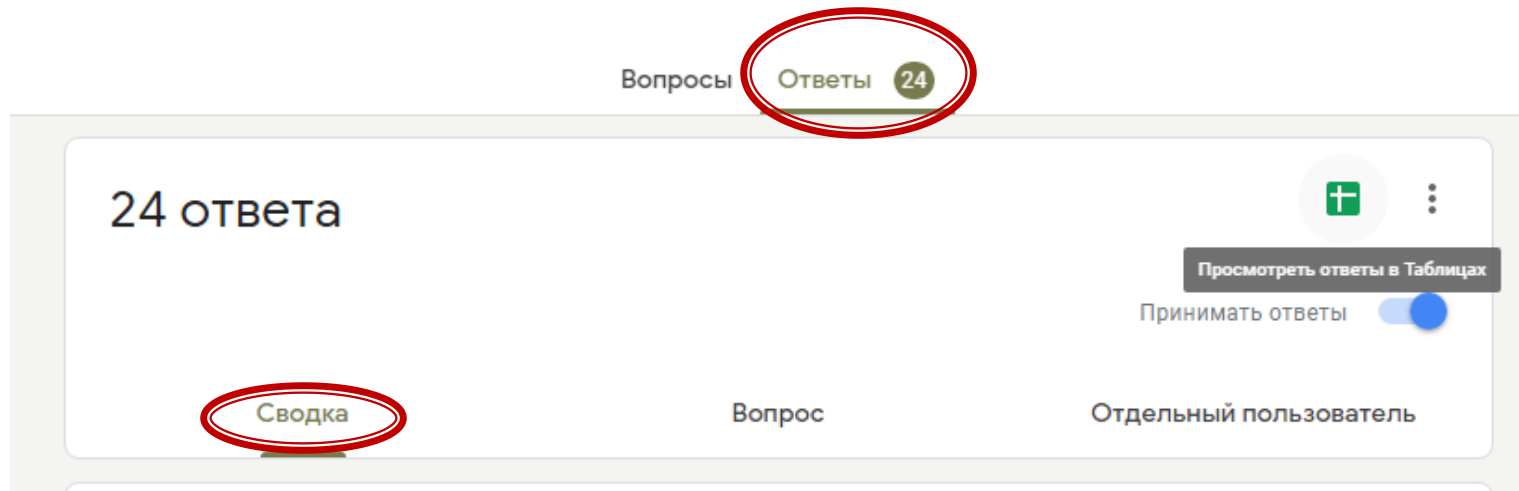 Вопросы Ответы 24
24 ответа
Просмотреть ответы в Таблицах
Принимать ответы
Сводка Вопрос Отдельный пользователь